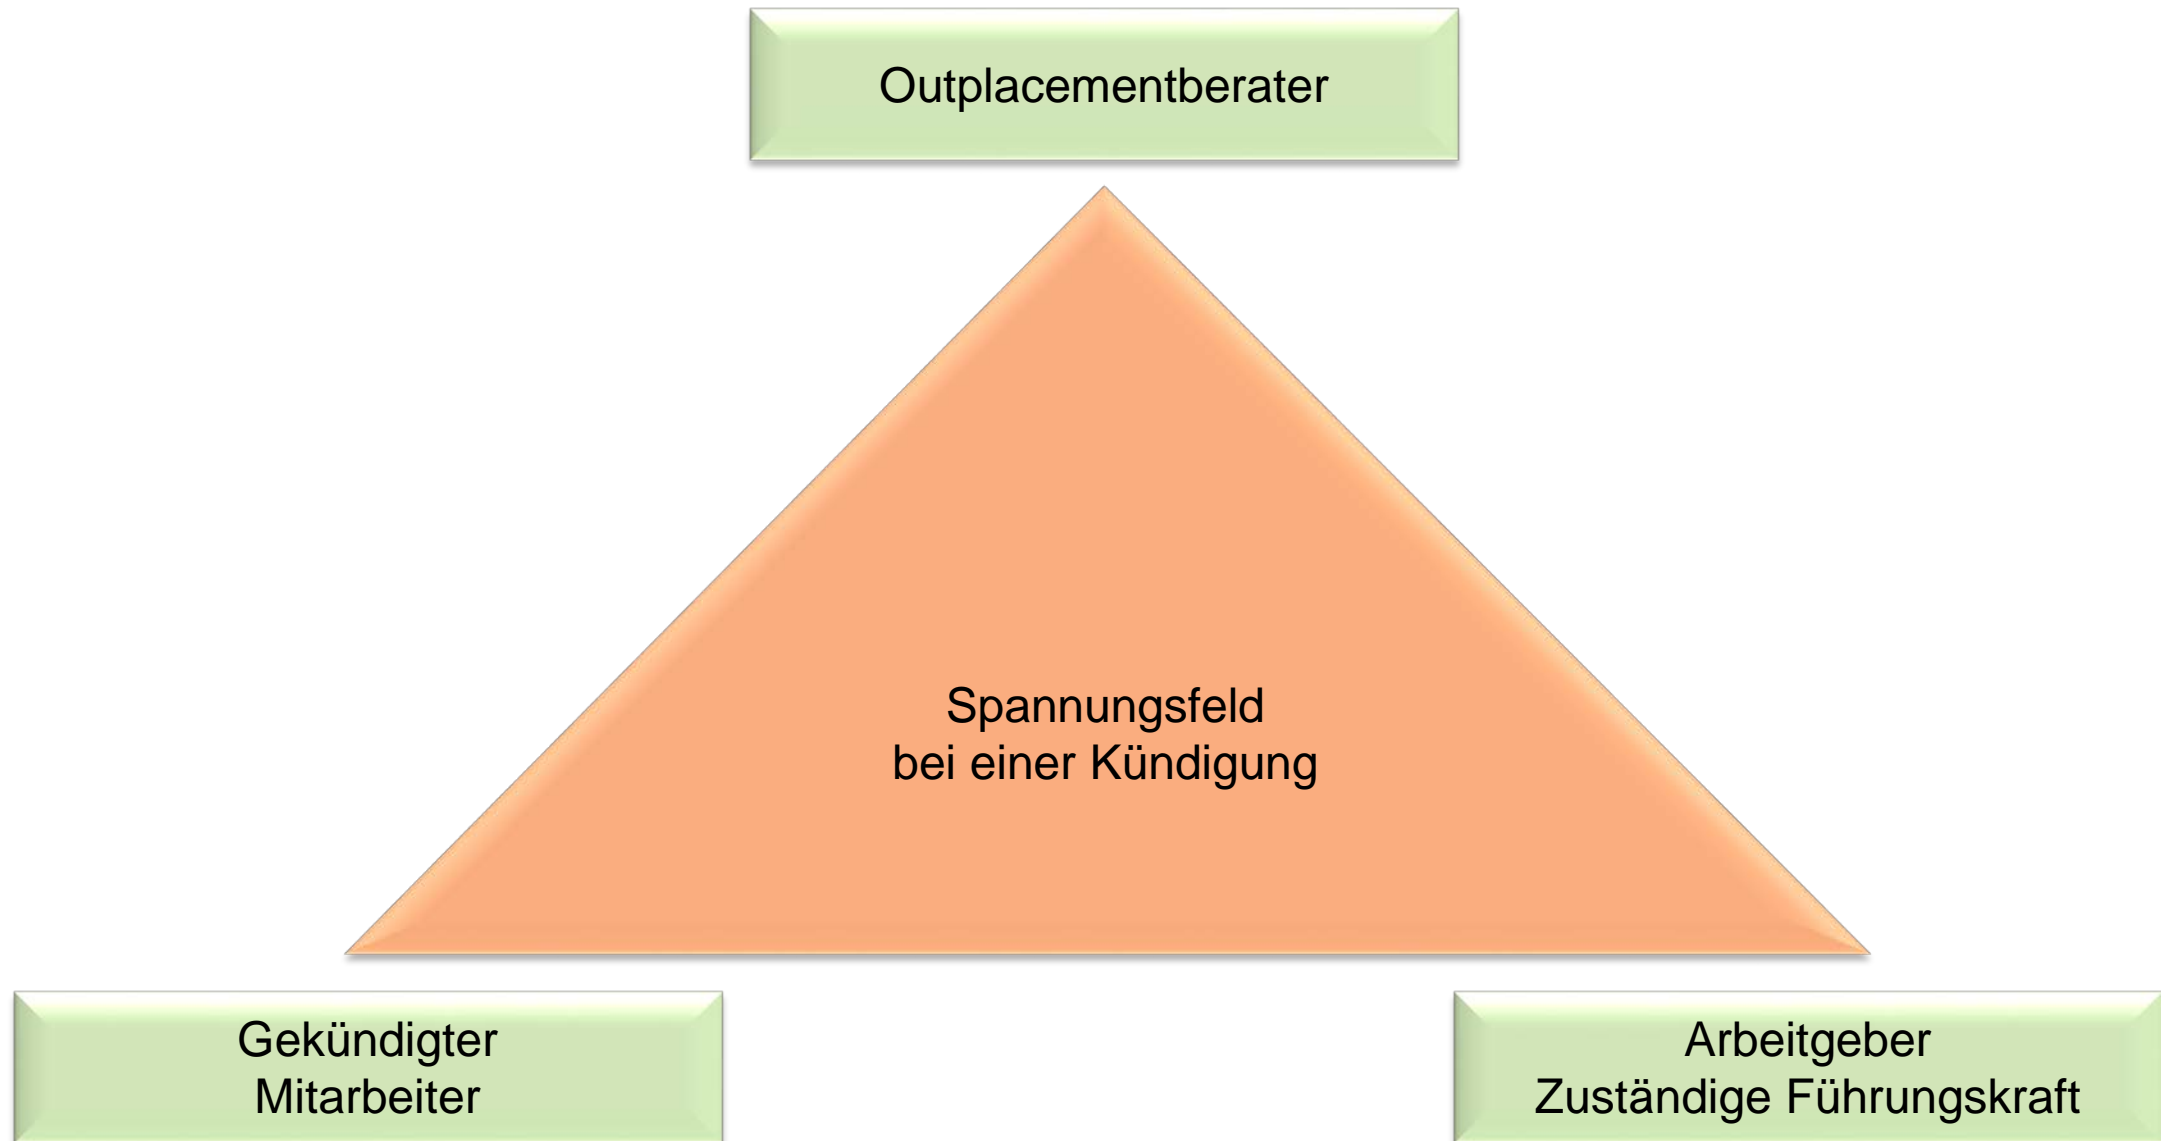 Outplacementberater
Spannungsfeld
bei einer Kündigung
Gekündigter
Mitarbeiter
Arbeitgeber
Zuständige Führungskraft